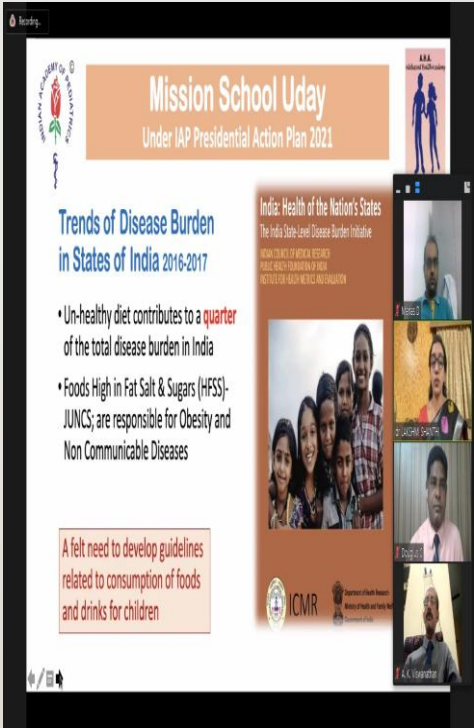 Recording...
INDIAN ACADEMY OF PEDIATRICS
Mission School Uday
Under IAP Presidential Action Plan 2021
A.H.A.
Trends of Disease Burden
in States of India 2016-2017
• Un-healthy diet contributes to a quarter
of the total disease burden in India
• Foods High in Fat Salt & Sugars (HFSS)-
JUNCS; are responsible for Obesity and
Non Communicable Diseases
A felt need to develop guidelines
related to consumption of foods
and drinks for children
India: Health of the Nation's States
The India State-Level Disease Burden Initiative
INDIAN COUNCIL OF MEDICAL RESEARCH
PUBLIC HEALTH FOUNDATION OF INDIA
INSTITUTE FOR HEALTH METRICS AND EVALUATION
ICMR
Department of Health Research
Ministry of Health and Family
Government of India
dr LAKSHMI SHANTHI
A. K. Viswanathan